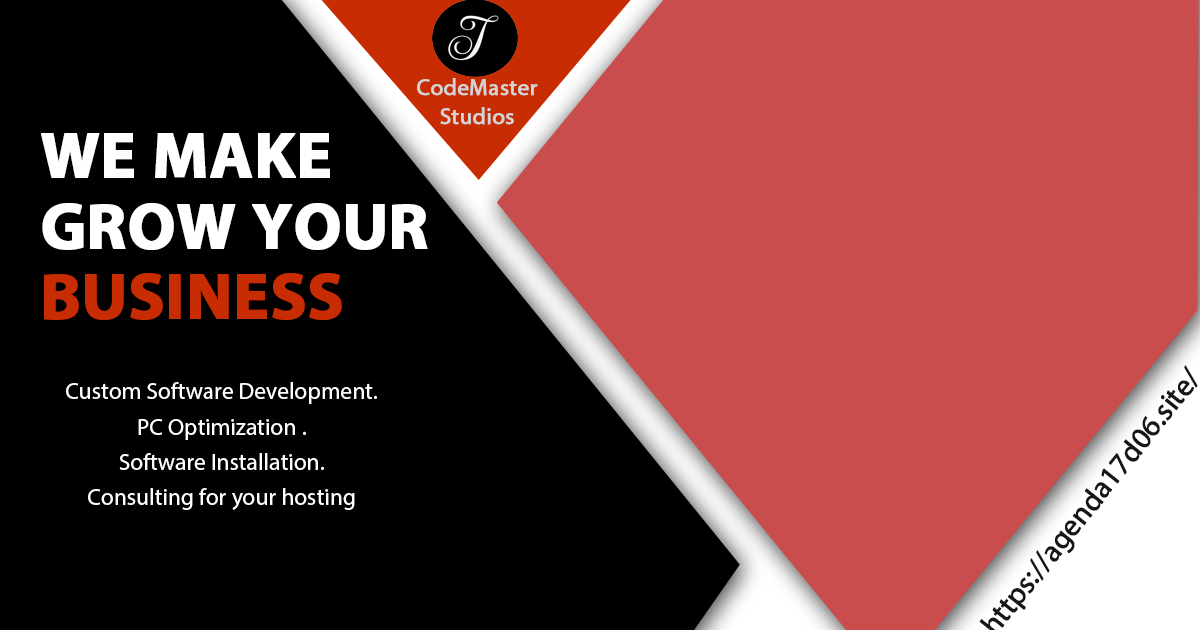 T
CodeMaster
Studios
WE MAKE
GROW YOUR
BUSINESS
Custom Software Development.
PC Optimization .
Software Installation.
Consulting for your hosting
https://agenda17d06.site/